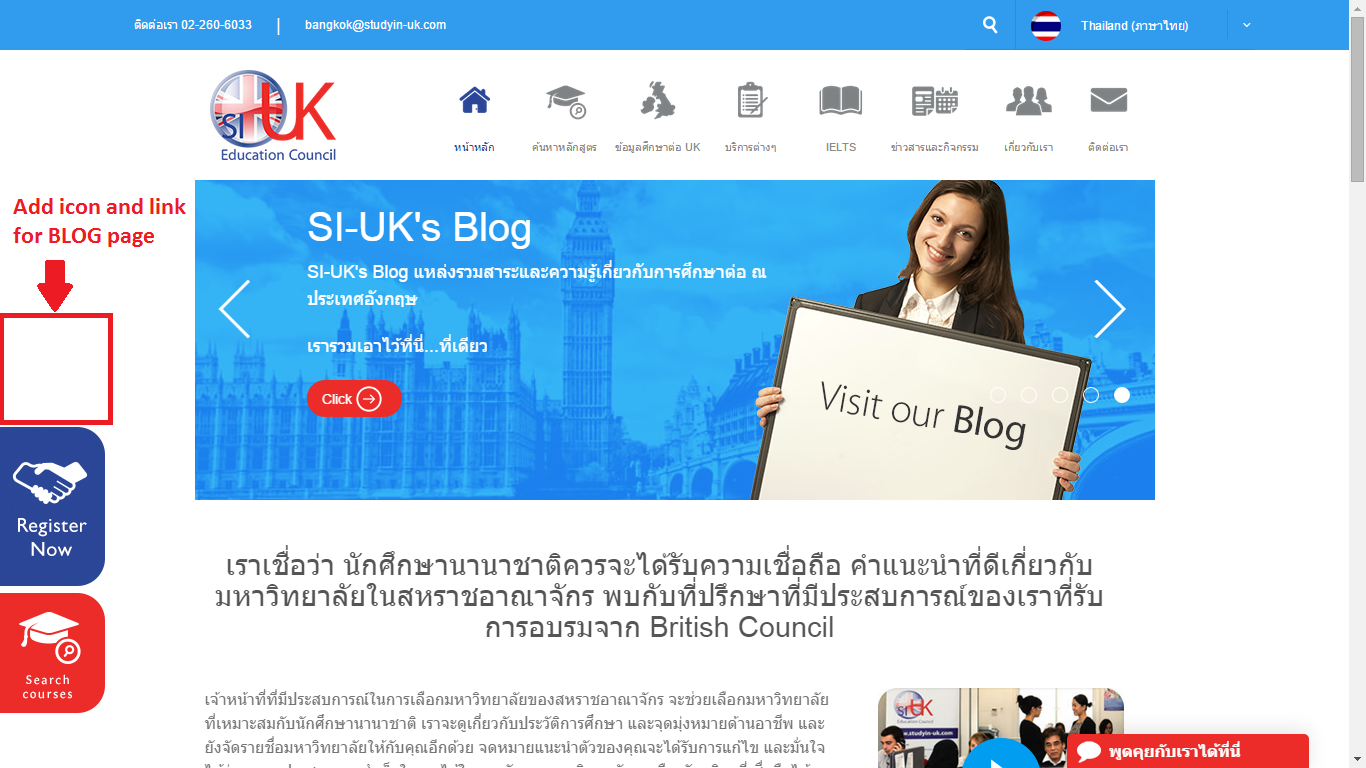 ติดต่อเรา 02-260-6033 | bangkok@studyin-uk.com
Thailand (ภาษาไทย)
SI-UK
Education Council
หน้าหลัก
ค้นหาหลักสูตร
ข้อมูลศึกษาต่อ UK
บริการต่างๆ
IELTS
ข่าวสารและกิจกรรม
เกี่ยวกับเรา
ติดต่อเรา
Add icon and link
for BLOG page
SI-UK's Blog
SI-UK's Blog แหล่งรวมสาระและความรู้เกี่ยวกับการศึกษาต่อ ณ
ประเทศอังกฤษ
เรารวมเอาไว้ที่นี่...ที่เดียว
Click
Visit our Blog
Register
Now
Search
courses
เราเชื่อว่า นักศึกษานานาชาติควรจะได้รับความเชื่อถือ คำแนะนำที่ดีเกี่ยวกับ
มหาวิทยาลัยในสหราชอาณาจักร พบกับที่ปรึกษาที่มีประสบการณ์ของเราที่รับ
การอบรมจาก British Council
เจ้าหน้าที่ที่มีประสบการณ์ในการเลือกมหาวิทยาลัยของสหราชอาณาจักร จะช่วยเลือกมหาวิทยาลัย
ที่เหมาะสมกับนักศึกษานานาชาติ เราจะดูเกี่ยวกับประวัติการศึกษา และจุดมุ่งหมายด้านอาชีพ และ
ยังจัดรายชื่อมหาวิทยาลัยให้กับคุณอีกด้วย จดหมายแนะนำตัวของคุณจะได้รับการแก้ไข และมั่นใจ
SI-UK
Education Council
www.studyin-uk.com
พูดคุยกับเราได้ที่นี่